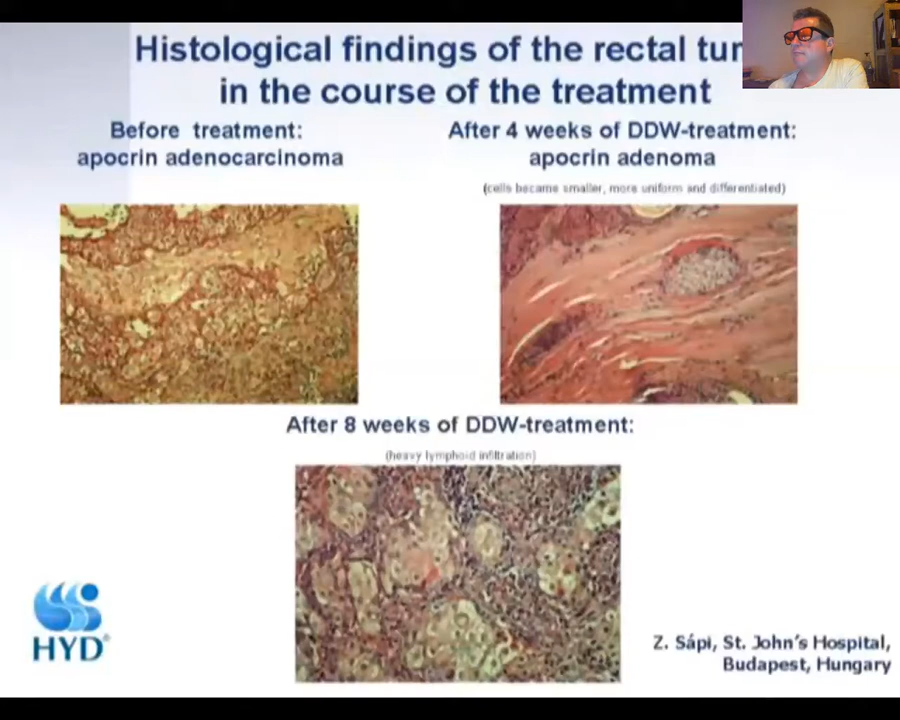 Histological findings of the rectal tu
in the course of the treatment
Before treatment:
apocrin adenocarcinoma
After 4 weeks of DDW-treatment:
apocrin adenoma
(cells became smaller, more uniform and differentiated)
After 8 weeks of DDW-treatment:
(heavy lymphoid infiltration)
HYD®
Z. Sápi, St. John's Hospital,
Budapest, Hungary